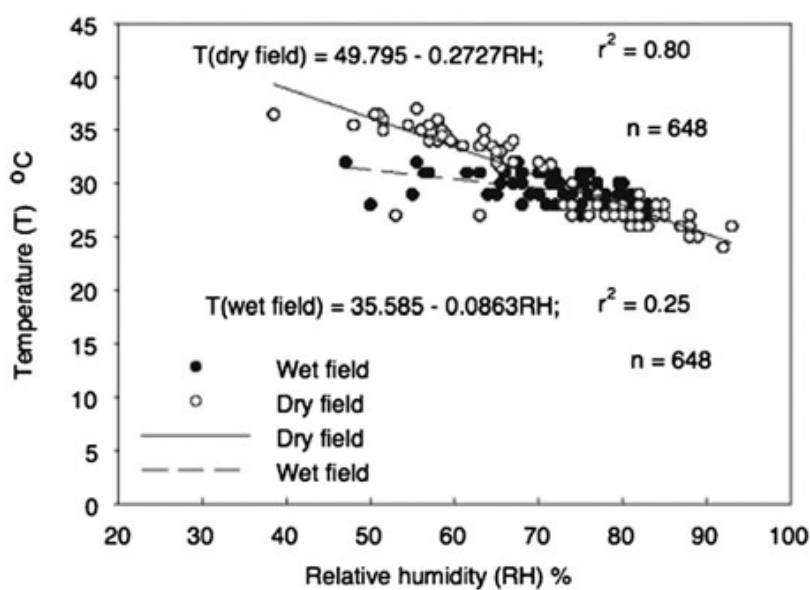 T(dry field) = 49.795 - 0.2727RH; r² = 0.80
n = 648
T(wet field) = 35.585 - 0.0863RH; r² = 0.25
n = 648
Wet field
Dry field
Dry field
Wet field
Temperature (T) °C
45
40
35
30
25
20
15
10
5
0
20 30 40 50 60 70 80 90 100
Relative humidity (RH) %